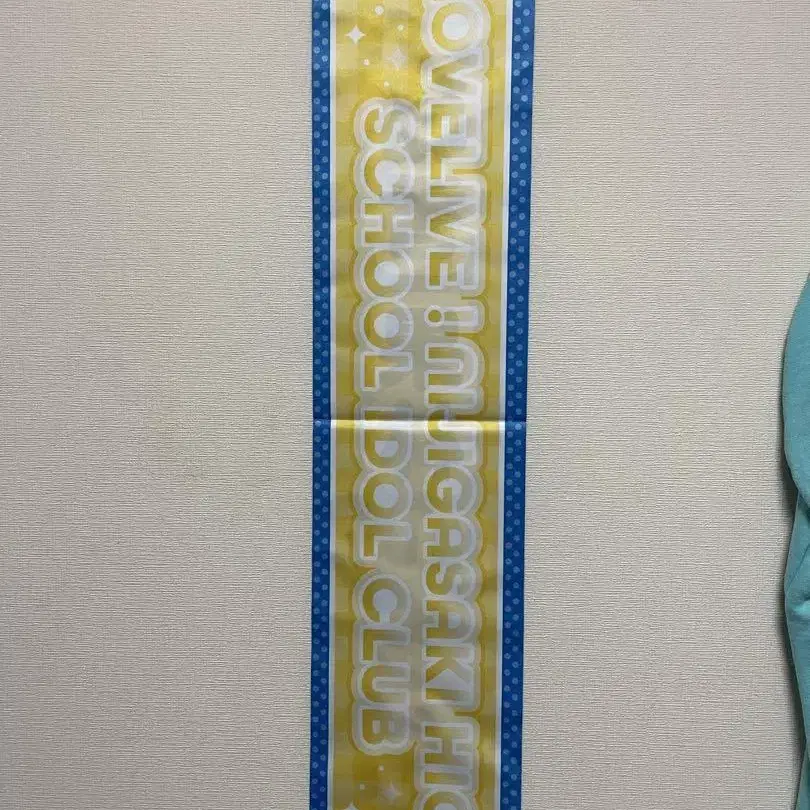 OVELIVE! NIJIGASAKI HIG
SCHOOL IDOL CLUB